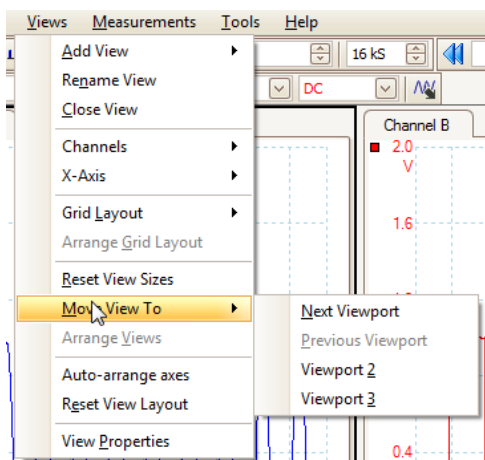 Views Measurements Tools Help
16 kS
DC
Add View
Rename View
Close View
Channels
X-Axis
Grid Layout
Arrange Grid Layout
Reset View Sizes
Move View To
Arrange Views
Auto-arrange axes
Reset View Layout
View Properties
Next Viewport
Previous Viewport
Viewport 2
Viewport 3
Channel B
2.0
V
1.6
0.4